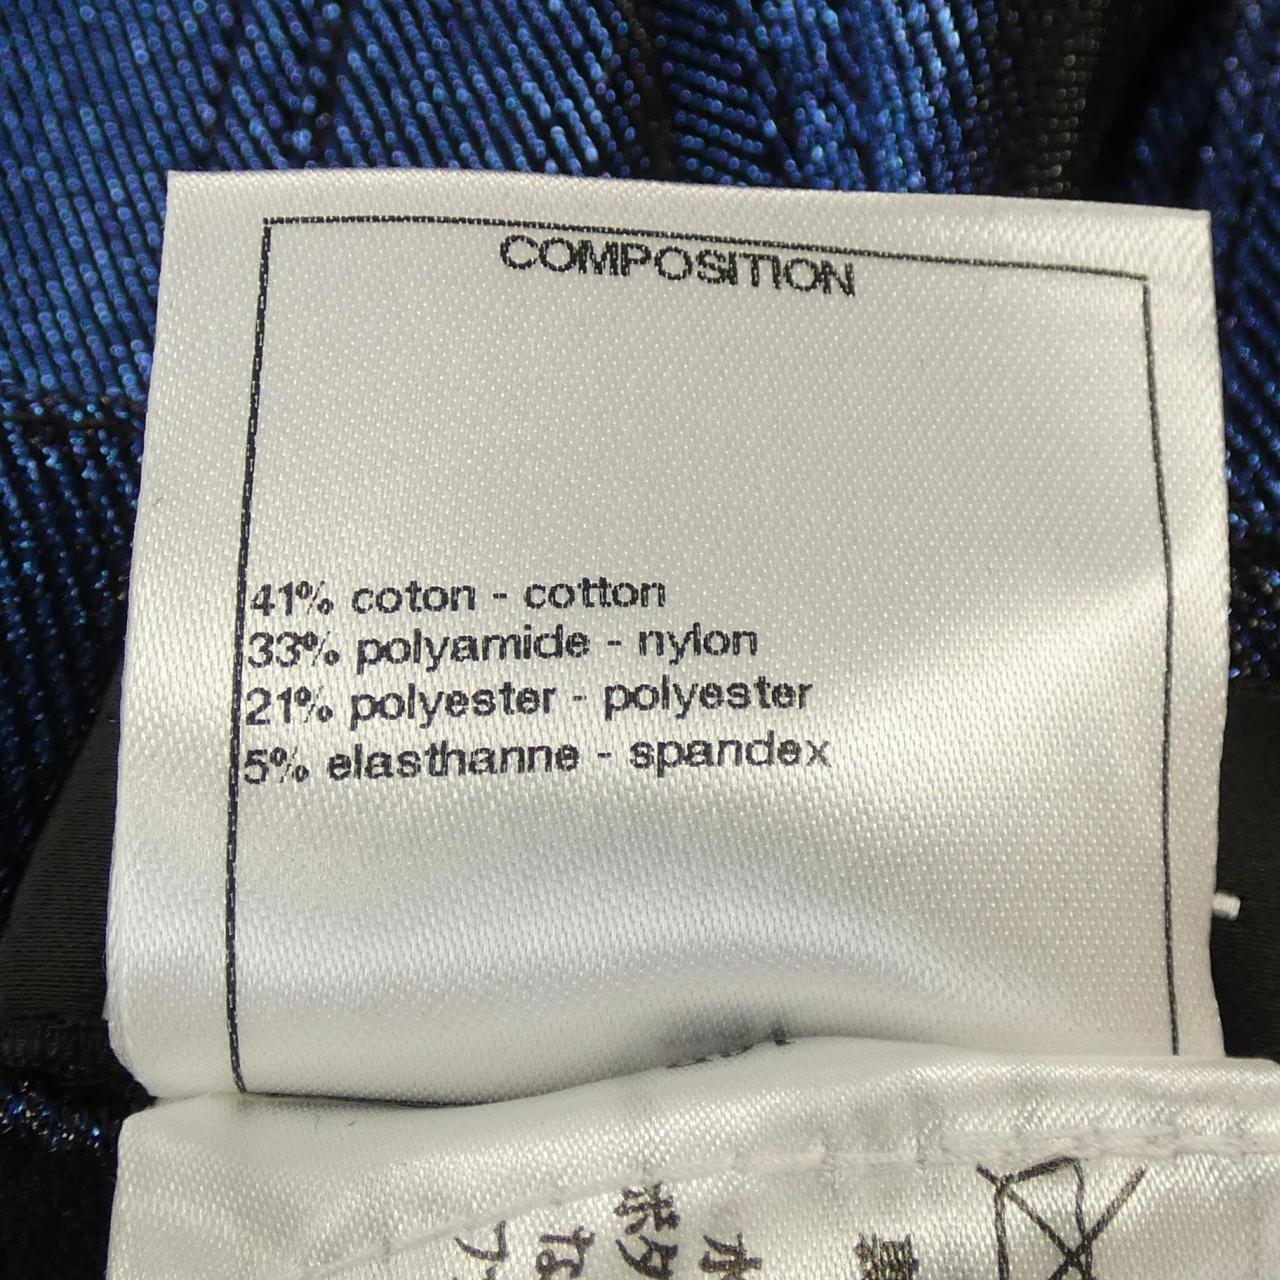 COMPOSITION
41% coton - cotton
33% polyamide - nylon
21% polyester - polyester
5% elasthanne - spandex